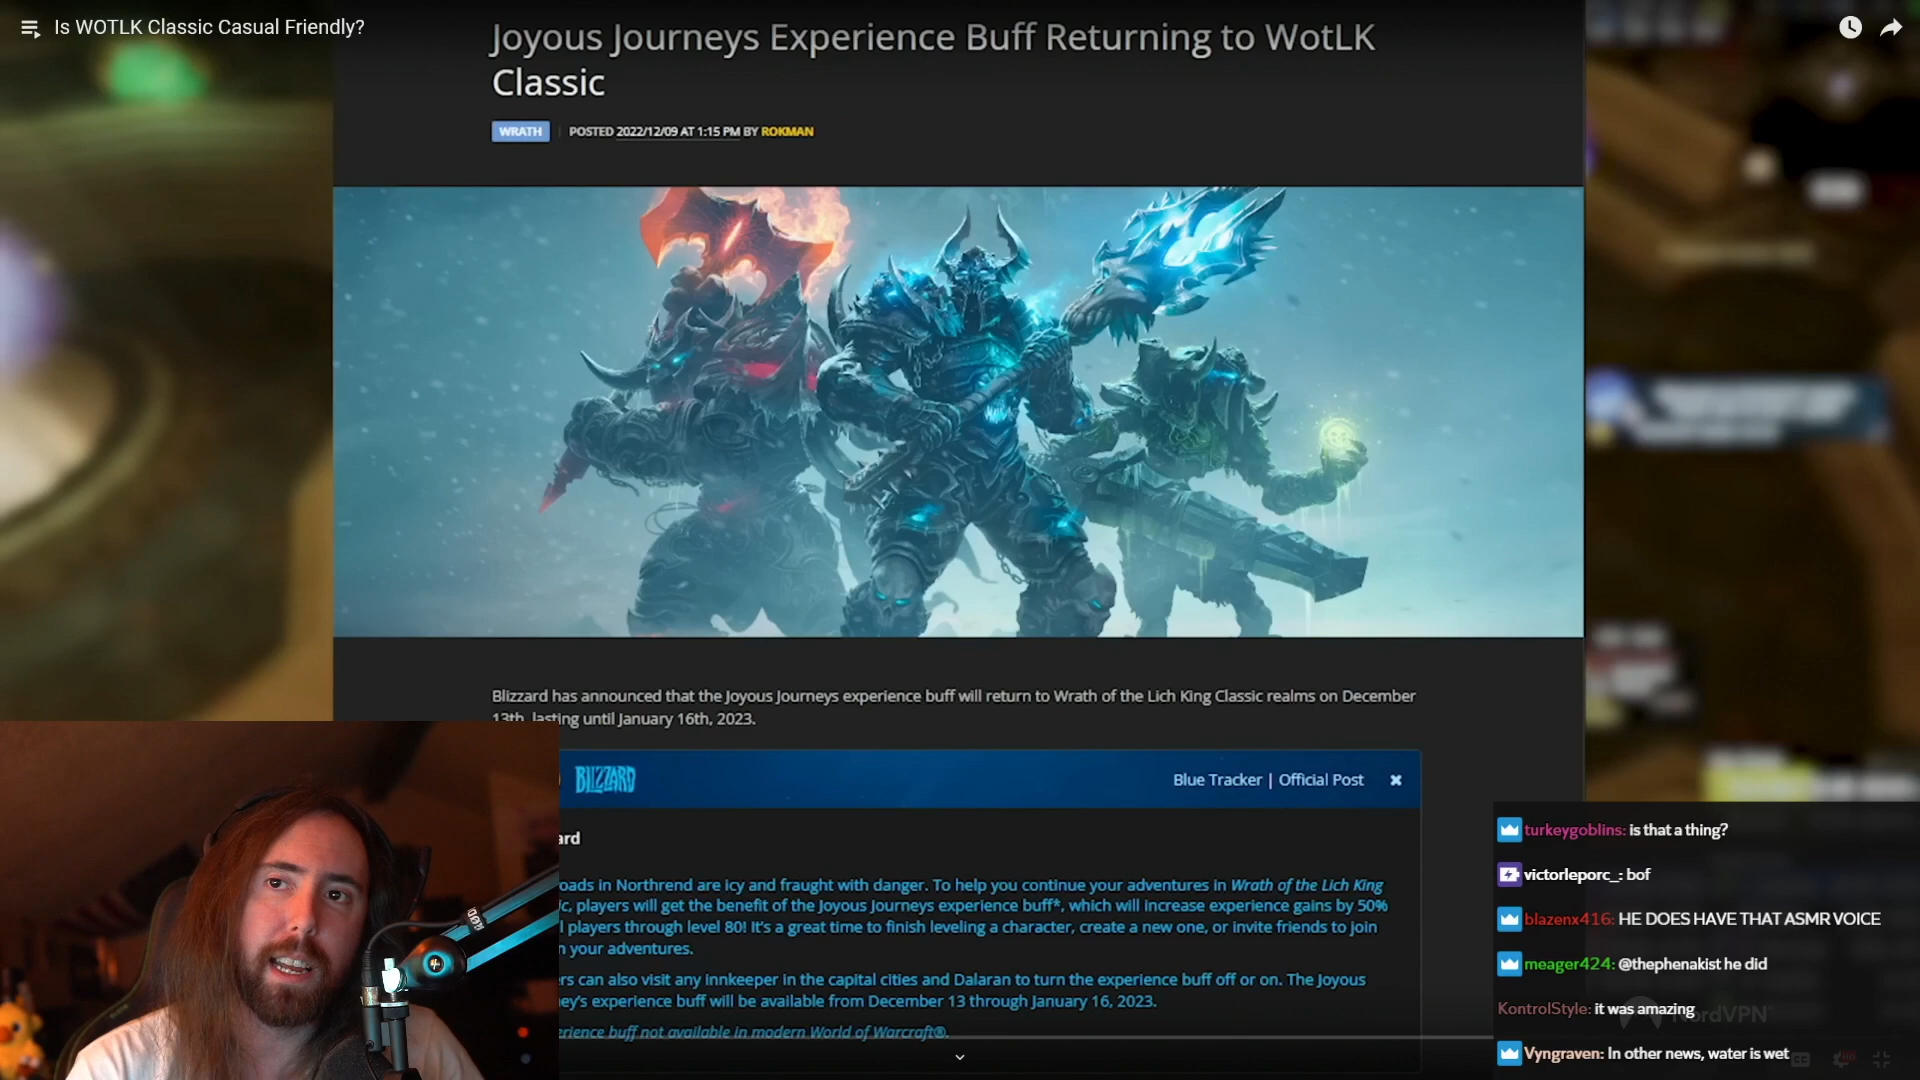 Is WOTLK Classic Casual Friendly?
Joyous Journeys Experience Buff Returning to WotLK
Classic
WRATH POSTED 2022/12/09 AT 1:15 PM BY ROKMAN
Blizzard has announced that the Joyous Journeys experience buff will return to Wrath of the Lich King Classic realms on December
13th, lasting until January 16th, 2023.
BLIZZARD Blue Tracker | Official Post
ard
oads in Northrend are icy and fraught with danger. To help you continue your adventures in Wrath of the Lich King
ic, players will get the benefit of the Joyous Journeys experience buff*, which will increase experience gains by 50%
l players through level 80! It's a great time to finish leveling a character, create a new one, or invite friends to join
n your adventures.
ers can also visit any innkeeper in the capital cities and Dalaran to turn the experience buff off or on. The Joyous
ey's experience buff will be available from December 13 through January 16, 2023.
erience buff not available in modern World of Warcraft®.
turkeygoblins: is that a thing?
victorleporc_: bof
blazenx416: HE DOES HAVE THAT ASMR VOICE
meager424: @thephenakist he did
KontrolStyle: it was amazing
NordVPN
Vyngraven: In other news, water is wet